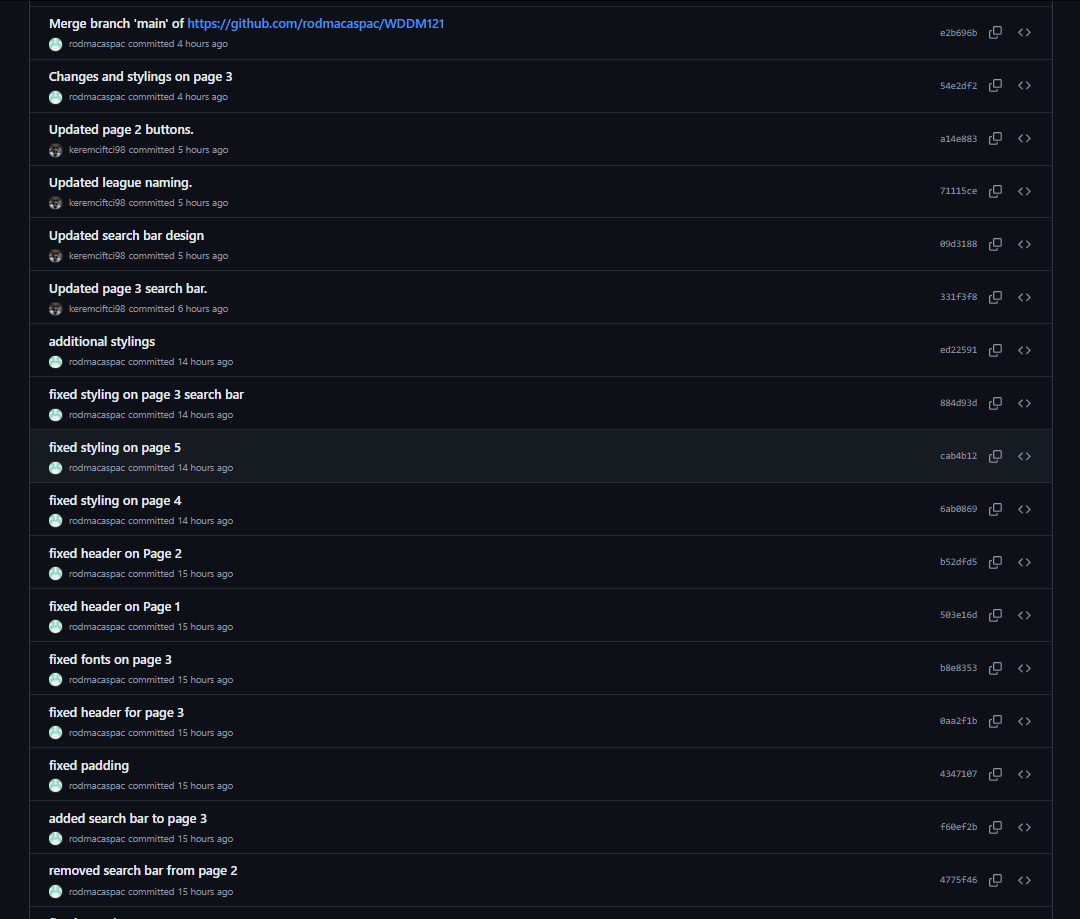 Merge branch 'main' of https://github.com/rodmacaspac/WDDM121
rodmacaspac committed 4 hours ago
e2b696b
Changes and stylings on page 3
rodmacaspac committed 4 hours ago
54e2df2
Updated page 2 buttons.
keremciftci98 committed 5 hours ago
a14e883
Updated league naming.
keremciftci98 committed 5 hours ago
71115ce
Updated search bar design
keremciftci98 committed 5 hours ago
09d3188
Updated page 3 search bar.
keremciftci98 committed 6 hours ago
331f3f8
additional stylings
rodmacaspac committed 14 hours ago
ed22591
fixed styling on page 3 search bar
rodmacaspac committed 14 hours ago
884d93d
fixed styling on page 5
rodmacaspac committed 14 hours ago
cab4b12
fixed styling on page 4
rodmacaspac committed 14 hours ago
6ab0869
fixed header on Page 2
rodmacaspac committed 15 hours ago
b52dfd5
fixed header on Page 1
rodmacaspac committed 15 hours ago
503e16d
fixed fonts on page 3
rodmacaspac committed 15 hours ago
b8e8353
fixed header for page 3
rodmacaspac committed 15 hours ago
0aa2f1b
fixed padding
rodmacaspac committed 15 hours ago
4347107
added search bar to page 3
rodmacaspac committed 15 hours ago
f60ef2b
removed search bar from page 2
rodmacaspac committed 15 hours ago
4775f46